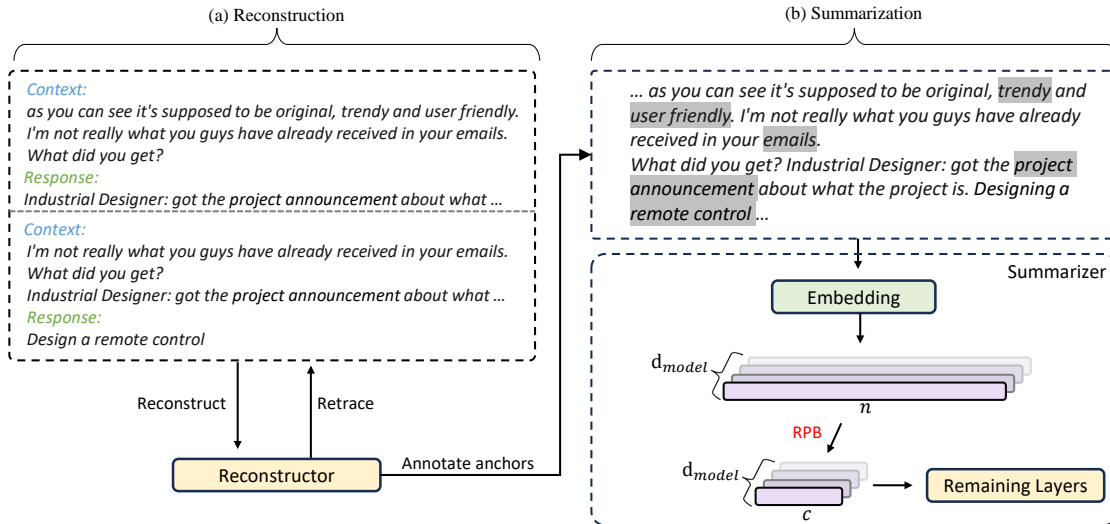 (a) Reconstruction
(b) Summarization
Context:
as you can see it's supposed to be original, trendy and user friendly.
I'm not really what you guys have already received in your emails.
What did you get?
Response:
Industrial Designer: got the project announcement about what ...
Context:
I'm not really what you guys have already received in your emails.
What did you get?
Industrial Designer: got the project announcement about what ...
Response:
Design a remote control
Reconstruct
Retrace
Reconstructor
Annotate anchors
... as you can see it's supposed to be original, trendy and
user friendly. I'm not really what you guys have already
received in your emails.
What did you get? Industrial Designer: got the project
announcement about what the project is. Designing a
remote control ...
Summarizer
Embedding
d_model
n
RPB
d_model
c
Remaining Layers